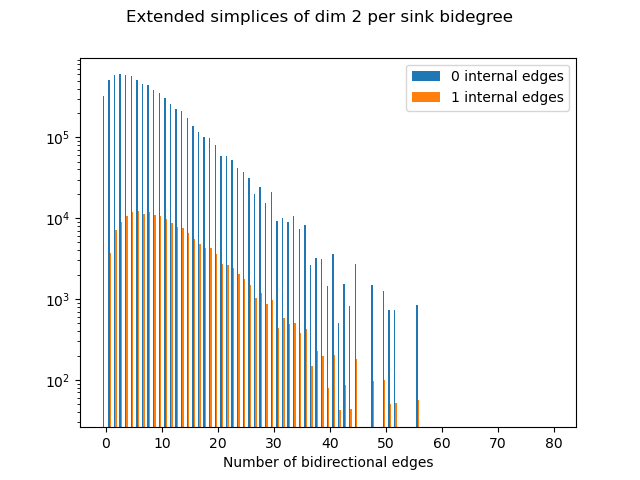 Extended simplices of dim 2 per sink bidegree
0 internal edges
1 internal edges
10^5
10^4
10^3
10^2
0 10 20 30 40 50 60 70 80
Number of bidirectional edges